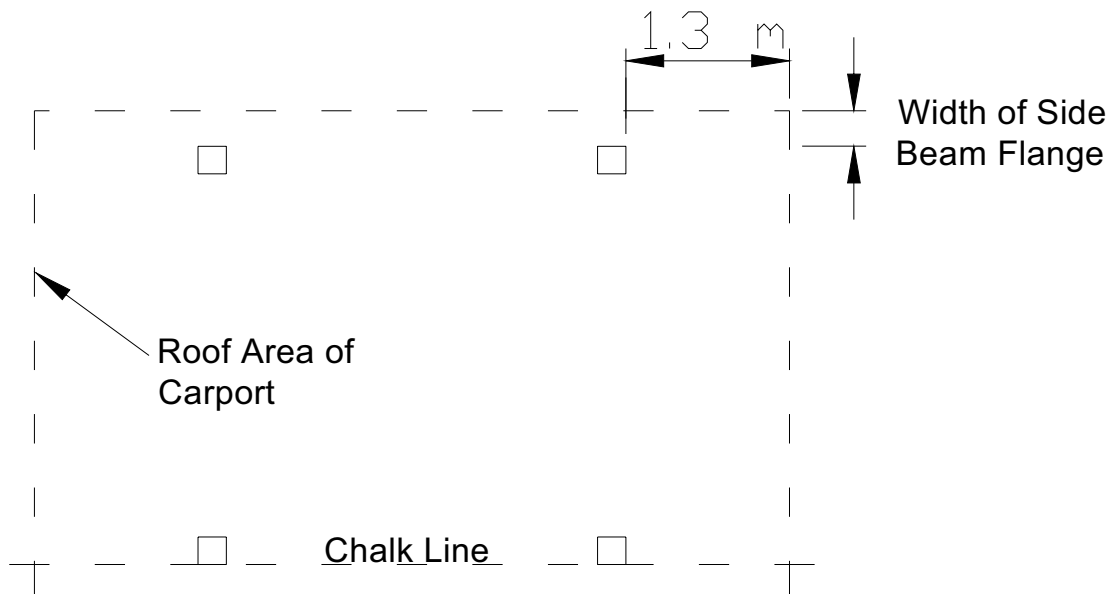 1.3 m
Width of Side
Beam Flange
Roof Area of
Carport
Chalk Line